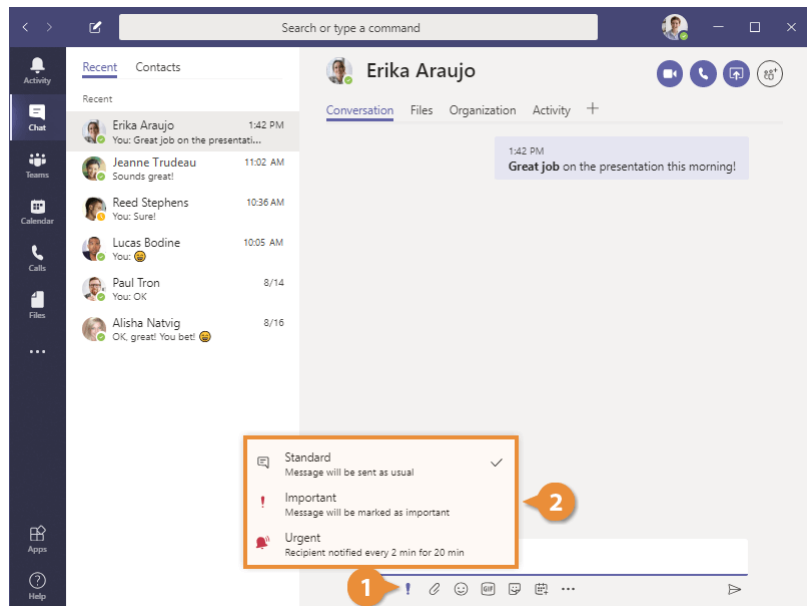 Search or type a command
Activity
Chat
Teams
Calendar
Calls
Files
Apps
Help
Recent Contacts
Recent
Erika Araujo 1:42 PM
You: Great job on the presentati...
Jeanne Trudeau 11:02 AM
Sounds great!
Reed Stephens 10:36 AM
You: Sure!
Lucas Bodine 10:05 AM
You:
Paul Tron 8/14
You: OK
Alisha Natvig 8/16
OK, great! You bet!
Erika Araujo
Conversation Files Organization Activity
1:42 PM
Great job on the presentation this morning!
Standard
Message will be sent as usual
Important
Message will be marked as important
Urgent
Recipient notified every 2 min for 20 min
2
1
GIF